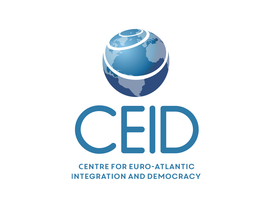 CEID
CENTRE FOR EURO-ATLANTIC
INTEGRATION AND DEMOCRACY